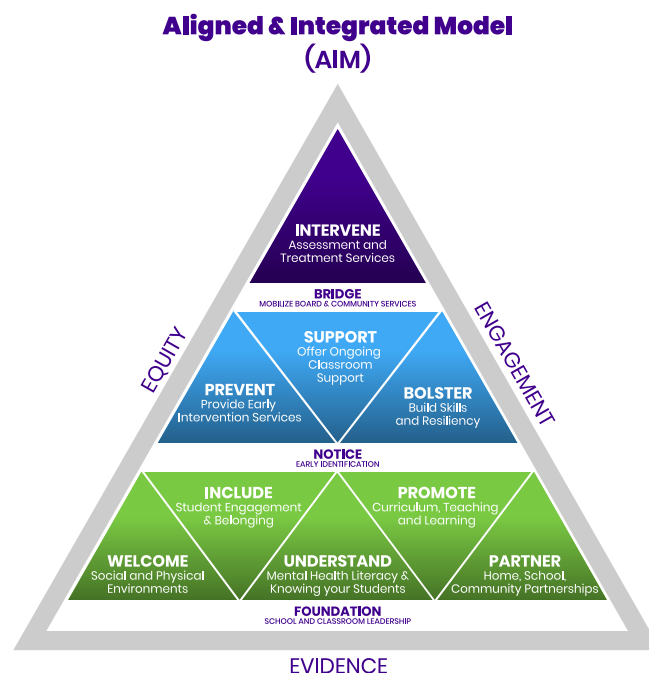 Aligned & Integrated Model
(AIM)
INTERVENE
Assessment and
Treatment Services
BRIDGE
MOBILIZE BOARD & COMMUNITY SERVICES
EQUITY
ENGAGEMENT
SUPPORT
Offer Ongoing
Classroom
Support
PREVENT
Provide Early
Intervention Services
BOLSTER
Build Skills
and Resiliency
NOTICE
EARLY IDENTIFICATION
INCLUDE
Student Engagement
& Belonging
PROMOTE
Curriculum, Teaching
and Learning
WELCOME
Social and Physical
Environments
UNDERSTAND
Mental Health Literacy &
Knowing your Students
PARTNER
Home, School,
Community Partnerships
FOUNDATION
SCHOOL AND CLASSROOM LEADERSHIP
EVIDENCE